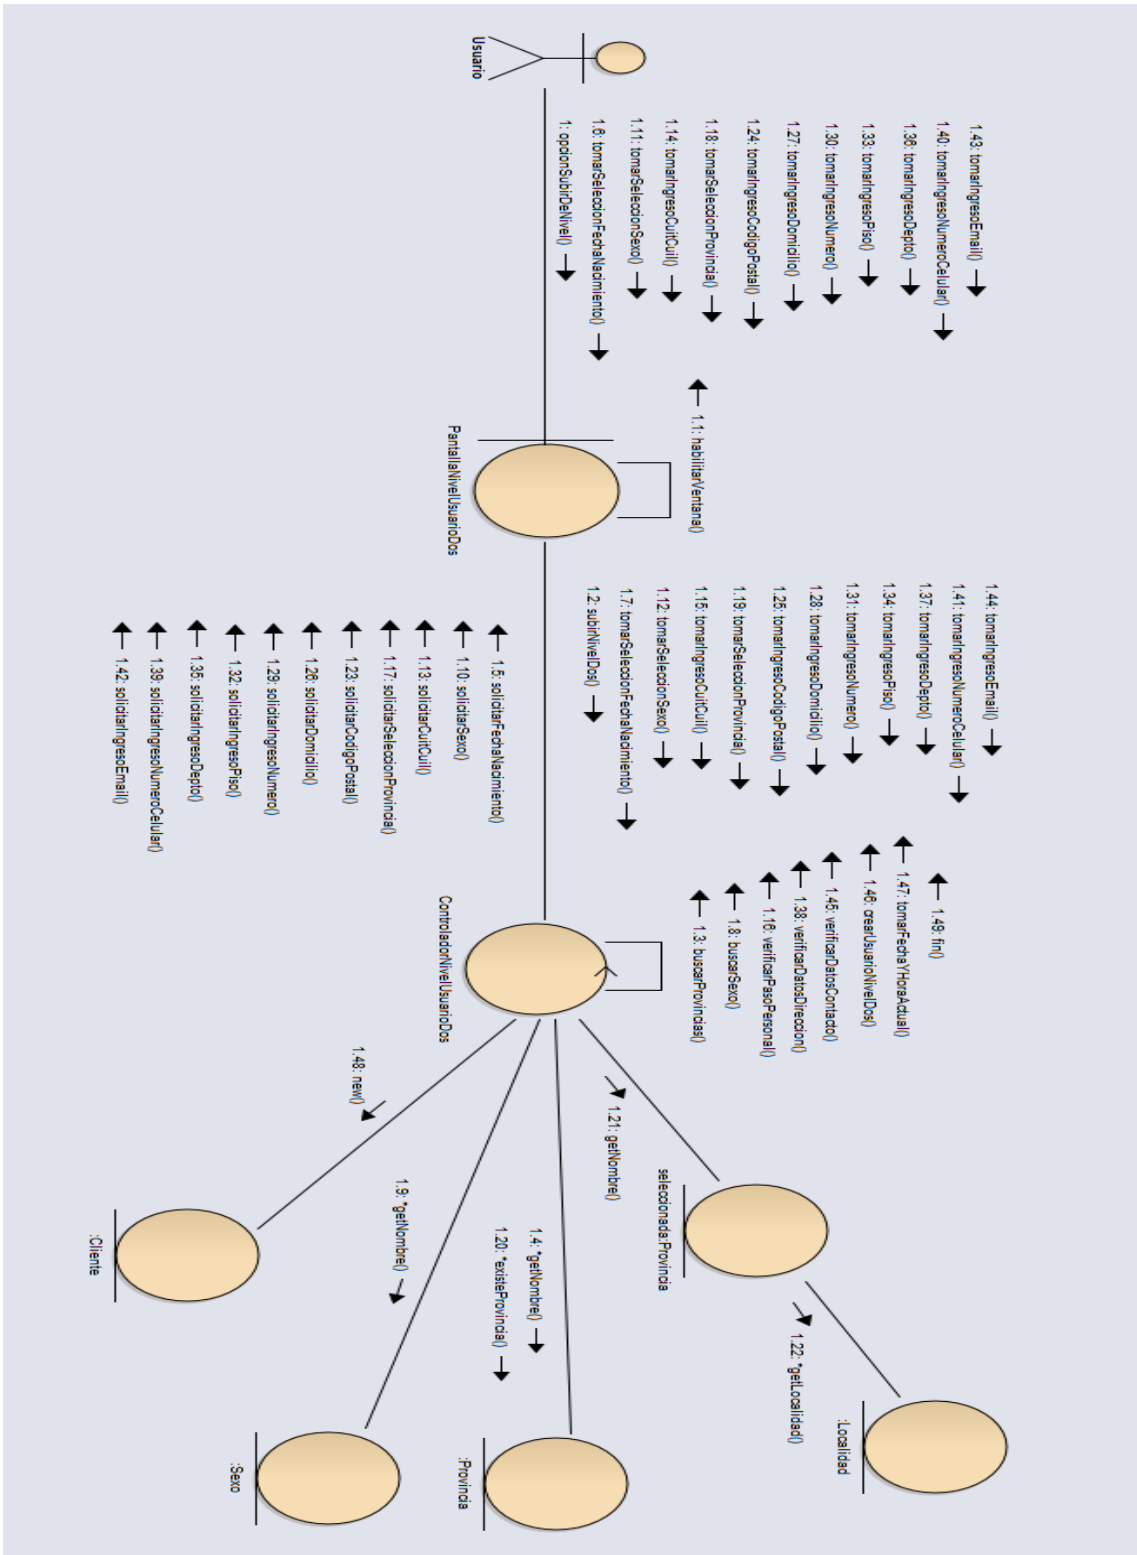 Usuario
1.43: tomarIngresoEmail()
1.40: tomarIngresoNumeroCelular()
1.36: tomarIngresoDepto()
1.33: tomarIngresoPiso()
1.30: tomarIngresoNumero()
1.27: tomarIngresoDomicilio()
1.24: tomarIngresoCodigoPostal()
1.18: tomarSeleccionProvincia()
1.14: tomarIngresoCuitCuil()
1.11: tomarSeleccionSexo()
1.6: tomarSeleccionFechaNacimiento()
1: opcionSubirDeNivel()
1.1: habilitarVentana()
PantallaNivelUsuarioDos
1.44: tomarIngresoEmail()
1.41: tomarIngresoNumeroCelular()
1.37: tomarIngresoDepto()
1.34: tomarIngresoPiso()
1.31: tomarIngresoNumero()
1.28: tomarIngresoDomicilio()
1.25: tomarIngresoCodigoPostal()
1.19: tomarSeleccionProvincia()
1.15: tomarIngresoCuitCuil()
1.12: tomarSeleccionSexo()
1.7: tomarSeleccionFechaNacimiento()
1.2: subirNivelDos()
1.5: solicitarFechaNacimiento()
1.10: solicitarSexo()
1.13: solicitarCuitCuil()
1.17: solicitarSeleccionProvincia()
1.23: solicitarCodigoPostal()
1.26: solicitarDomicilio()
1.29: solicitarIngresoNumero()
1.32: solicitarIngresoPiso()
1.35: solicitarIngresoDepto()
1.39: solicitarIngresoNumeroCelular()
1.42: solicitarIngresoEmail()
1.49: fin()
1.47: tomarFechaYHoraActual()
1.46: crearUsuarioNivelDos()
1.45: verificarDatosContacto()
1.38: verificarDatosDireccion()
1.16: verificarPasoPersonal()
1.8: buscarSexo()
1.3: buscarProvincias()
ControladorNivelUsuarioDos
1.21: getNombre()
1.48: new()
seleccionada:Provincia
1.4: *getNombre()
1.20: *existeProvincia()
1.9: *getNombre()
:Cliente
1.22: *getLocalidad()
:Localidad
:Provincia
:Sexo